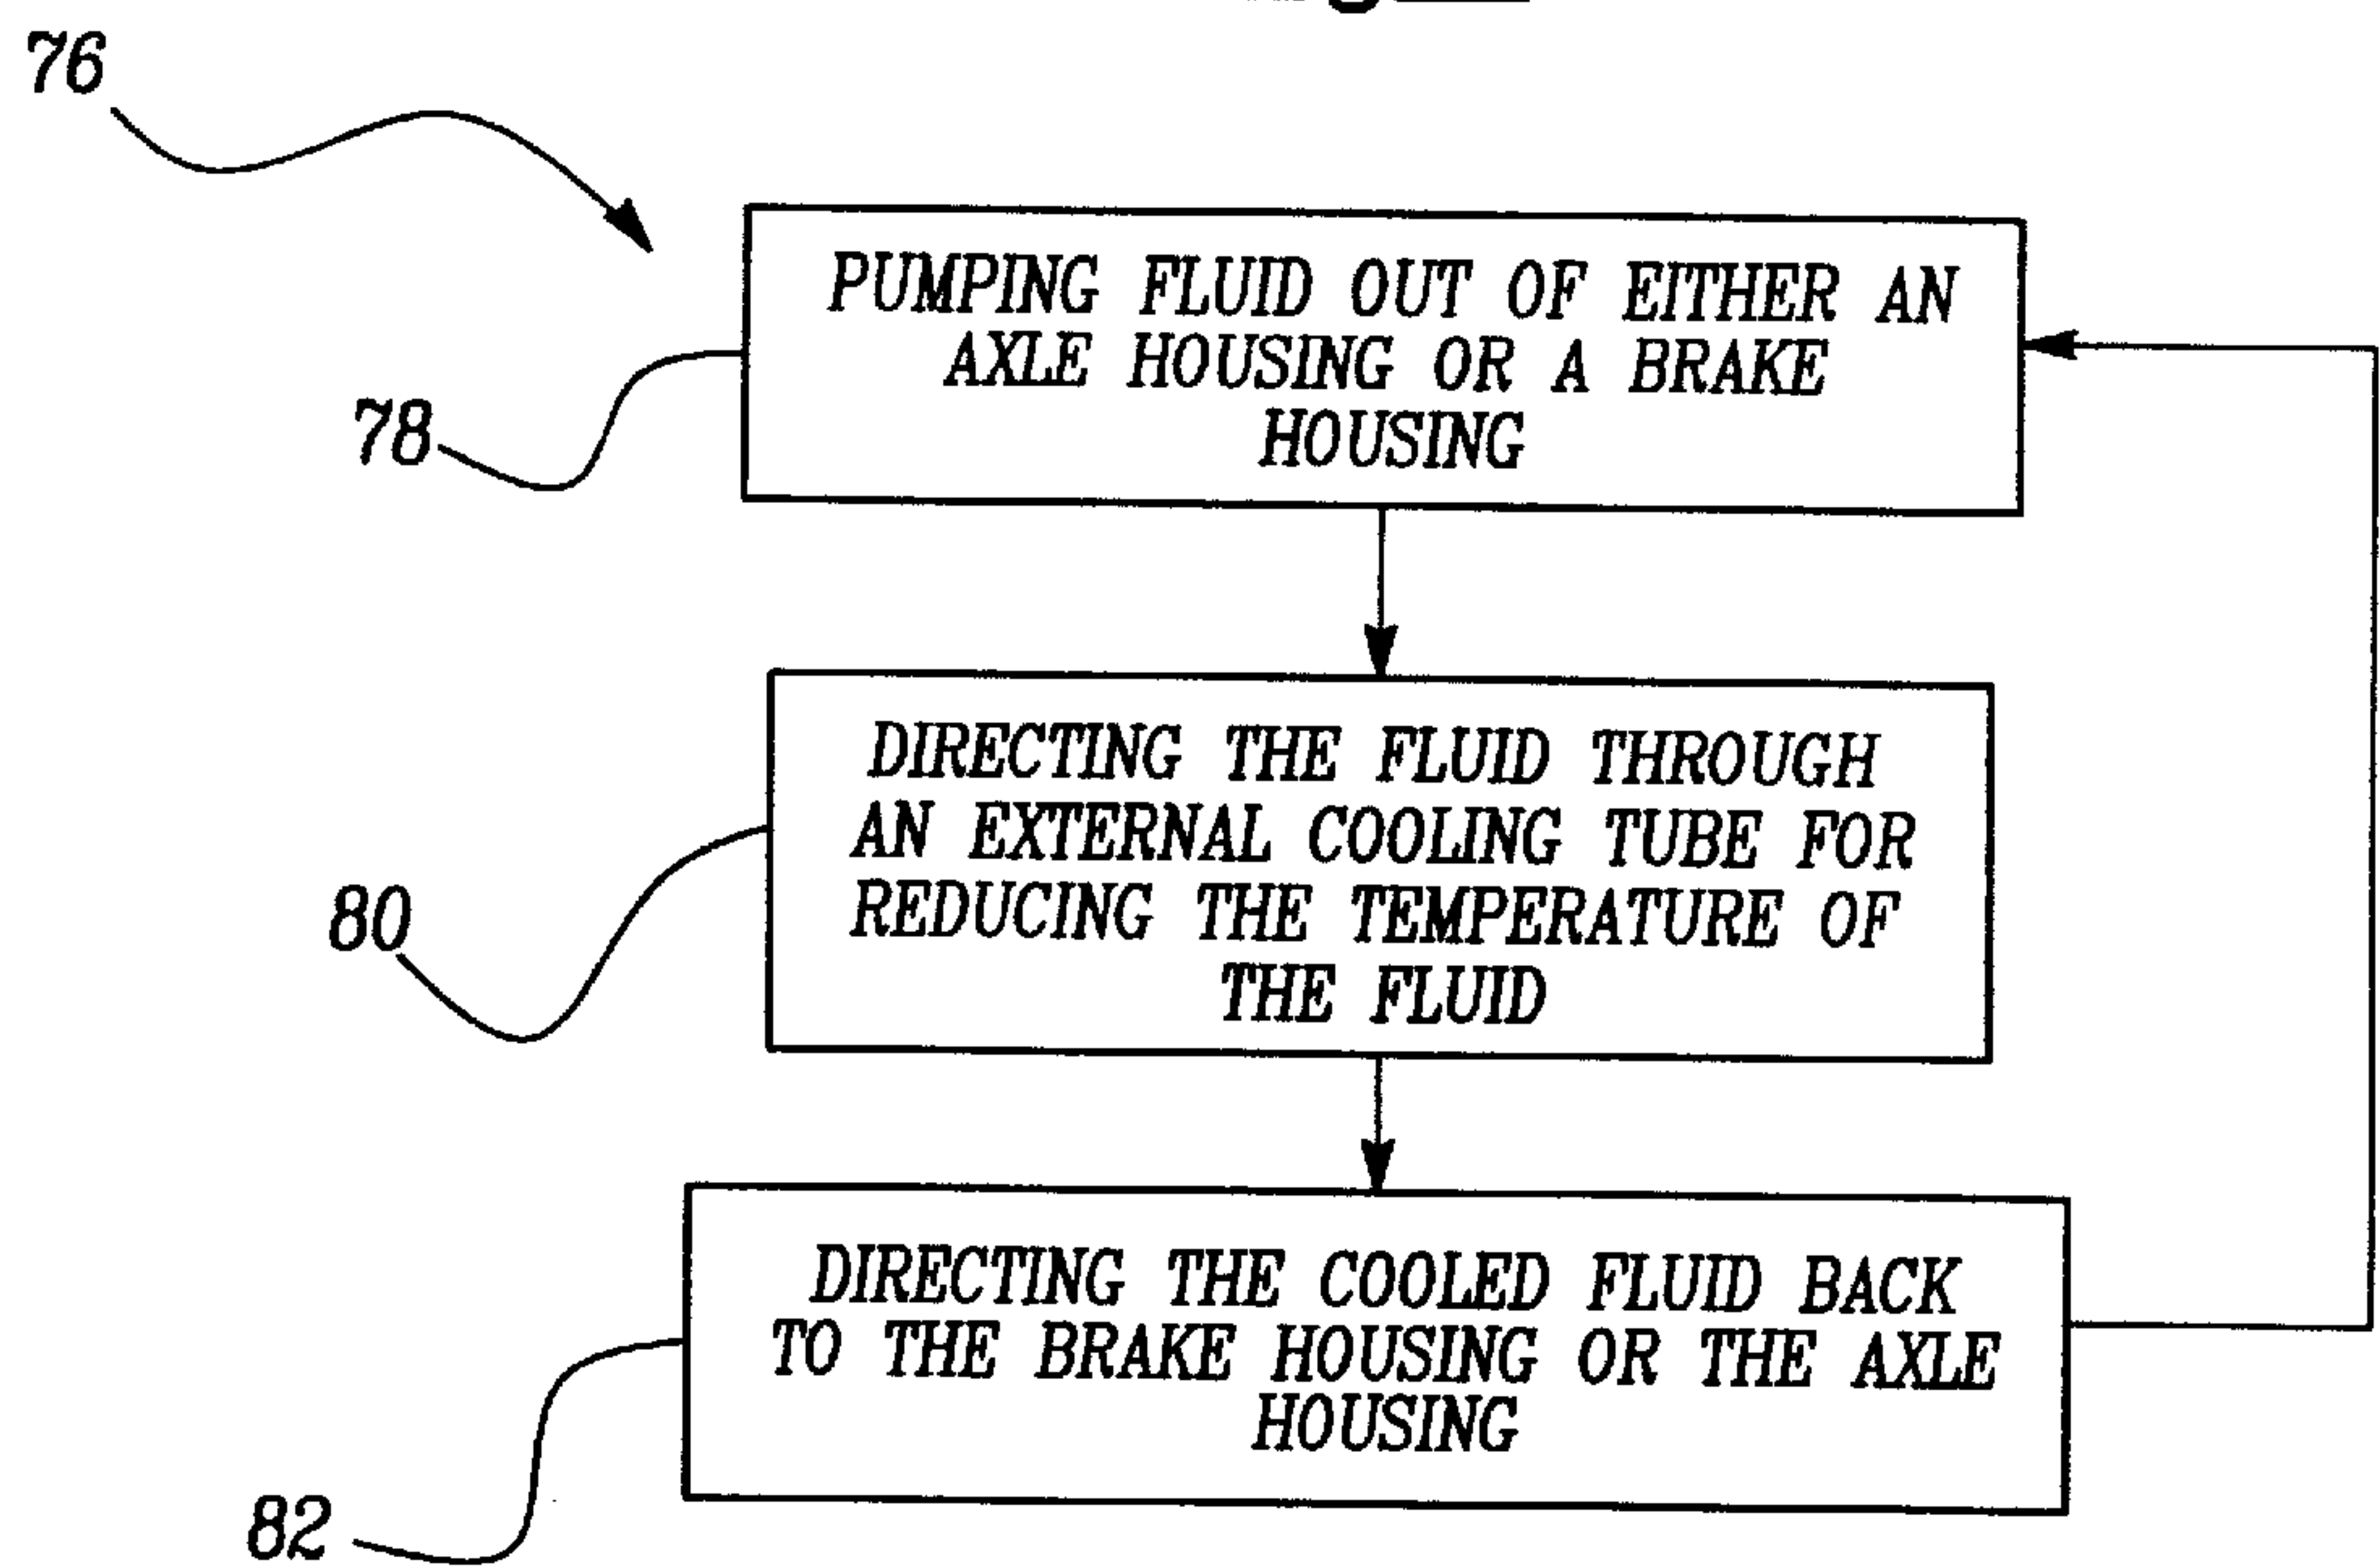 76
PUMPING FLUID OUT OF EITHER AN
AXLE HOUSING OR A BRAKE
HOUSING
78
DIRECTING THE FLUID THROUGH
AN EXTERNAL COOLING TUBE FOR
REDUCING THE TEMPERATURE OF
THE FLUID
80
DIRECTING THE COOLED FLUID BACK
TO THE BRAKE HOUSING OR THE AXLE
HOUSING
82